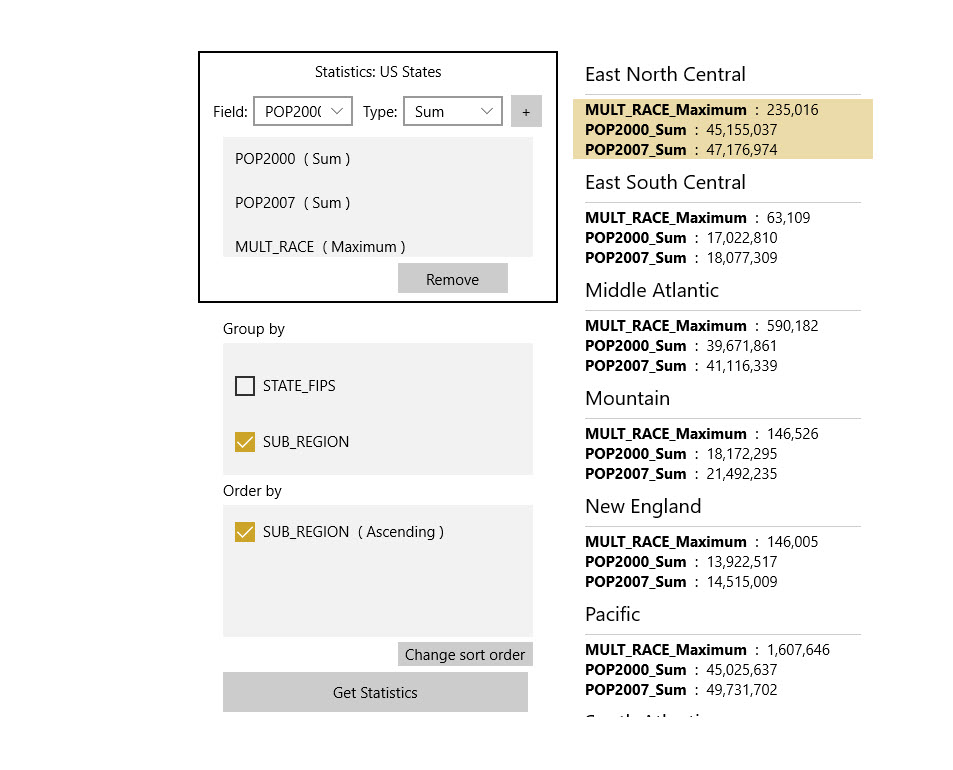 Statistics: US States
Field: POP2000 Type: Sum +
POP2000 ( Sum )
POP2007 ( Sum )
MULT_RACE ( Maximum )
Remove
Group by
STATE_FIPS
SUB_REGION
Order by
SUB_REGION ( Ascending )
Change sort order
Get Statistics
East North Central
MULT_RACE_Maximum : 235,016
POP2000_Sum : 45,155,037
POP2007_Sum : 47,176,974
East South Central
MULT_RACE_Maximum : 63,109
POP2000_Sum : 17,022,810
POP2007_Sum : 18,077,309
Middle Atlantic
MULT_RACE_Maximum : 590,182
POP2000_Sum : 39,671,861
POP2007_Sum : 41,116,339
Mountain
MULT_RACE_Maximum : 146,526
POP2000_Sum : 18,172,295
POP2007_Sum : 21,492,235
New England
MULT_RACE_Maximum : 146,005
POP2000_Sum : 13,922,517
POP2007_Sum : 14,515,009
Pacific
MULT_RACE_Maximum : 1,607,646
POP2000_Sum : 45,025,637
POP2007_Sum : 49,731,702